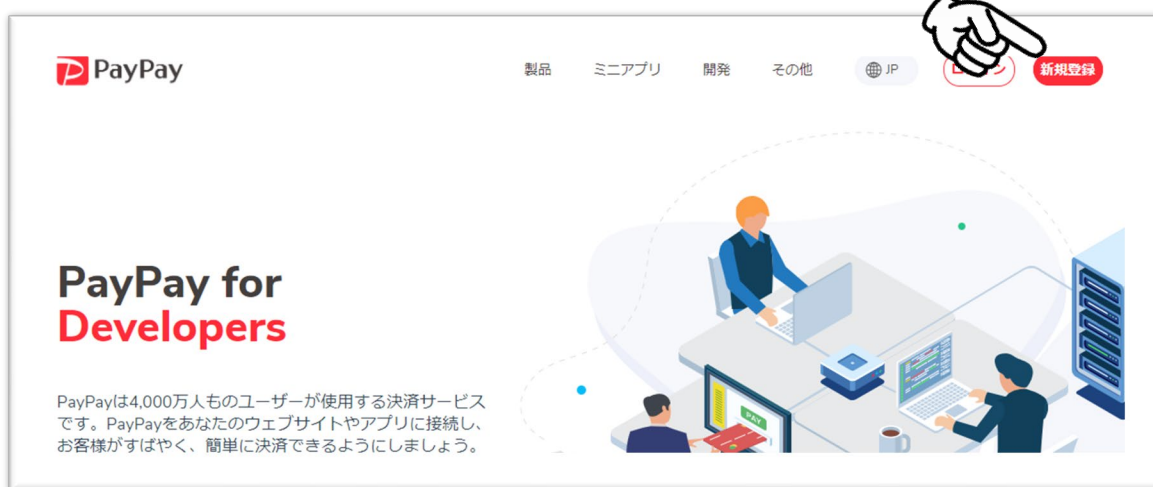 PayPay
製品 ミニアプリ 開発 その他 JP 新規登録
PayPay for
Developers
PayPayは4,000万人ものユーザーが使用する決済サービス
です。PayPayをあなたのウェブサイトやアプリに接続し、
お客様がすばやく、簡単に決済できるようにしましょう。
PAY